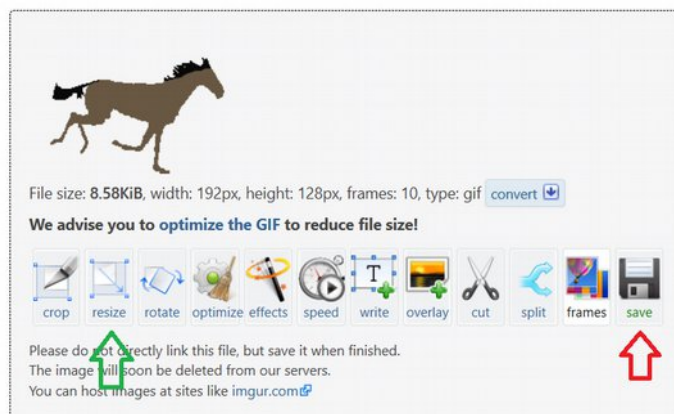 File size: 8.58KiB, width: 192px, height: 128px, frames: 10, type: gif convert
We advise you to optimize the GIF to reduce file size!
crop resize rotate optimize effects speed write overlay cut split frames save
Please do not directly link this file, but save it when finished.
The image will soon be deleted from our servers.
You can host images at sites like imgur.com